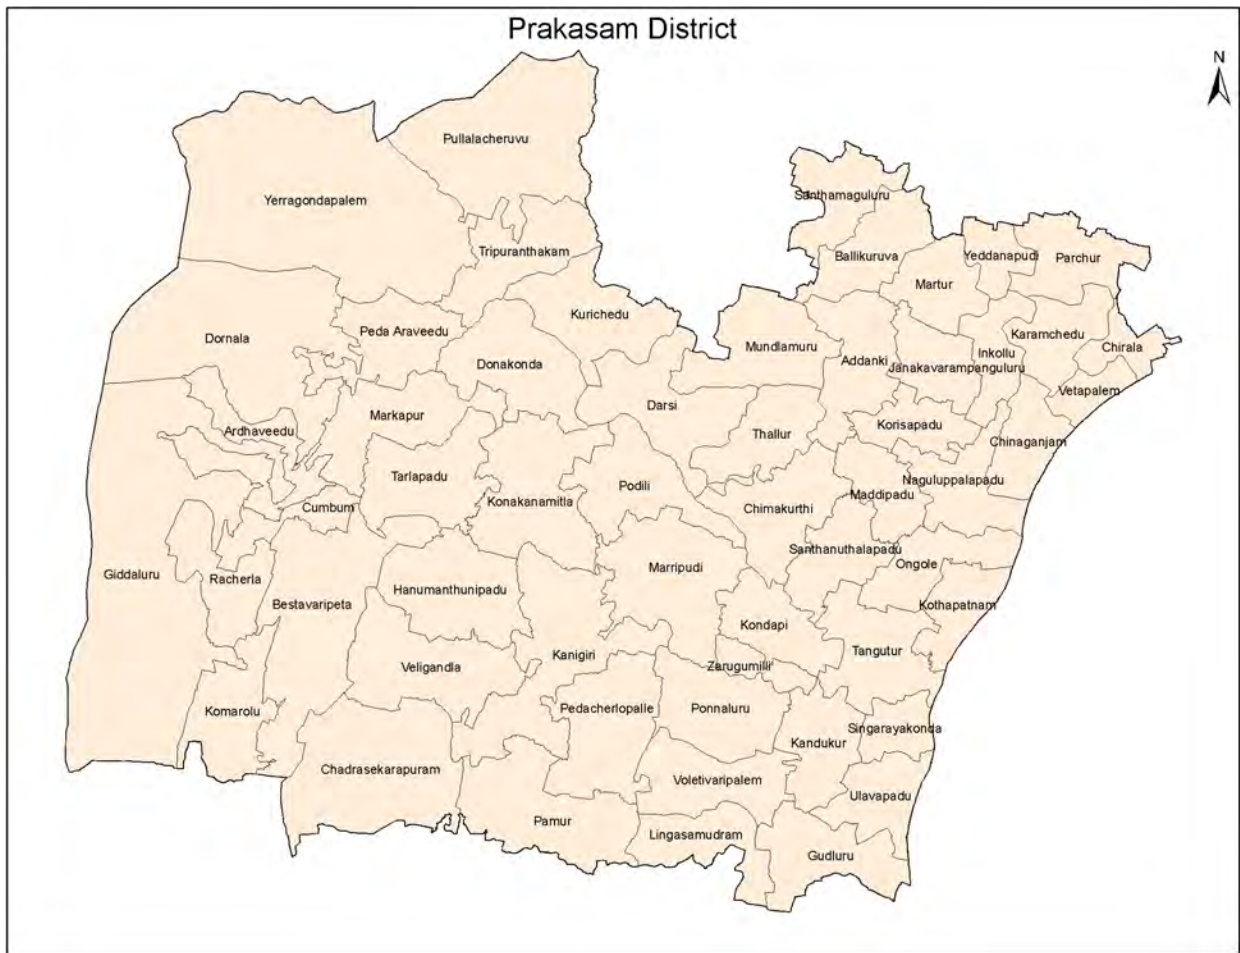 Prakasam District
N
Pullalacheruvu
Yerragondapalem
Santhamaguluru
Tripuranthakam
Ballikuruva
Yeddanapudi
Parchur
Martur
Kurichedu
Peda Araveedu
Dornala
Mundlamuru
Karamchedu
Chirala
Donakonda
Addanki
Inkollu
Janakavarampanguluru
Vetapalem
Darsi
Markapur
Ardhaveedu
Thallur
Korisapadu
Chinaganjam
Tarlapadu
Podili
Naguluppalapadu
Maddipadu
Konakanamitla
Cumbum
Chimakurthi
Santhanuthalapadu
Ongole
Giddaluru
Racherla
Marripudi
Hanumanthunipadu
Bestavaripeta
Kothapatnam
Kondapi
Kanigiri
Tangutur
Veligandla
Zarugumilli
Komarolu
Pedacherlopalle
Ponnaluru
Singarayakonda
Kandukur
Chadrasekarapuram
Voletivaripalem
Ulavapadu
Pamur
Lingasamudram
Gudluru